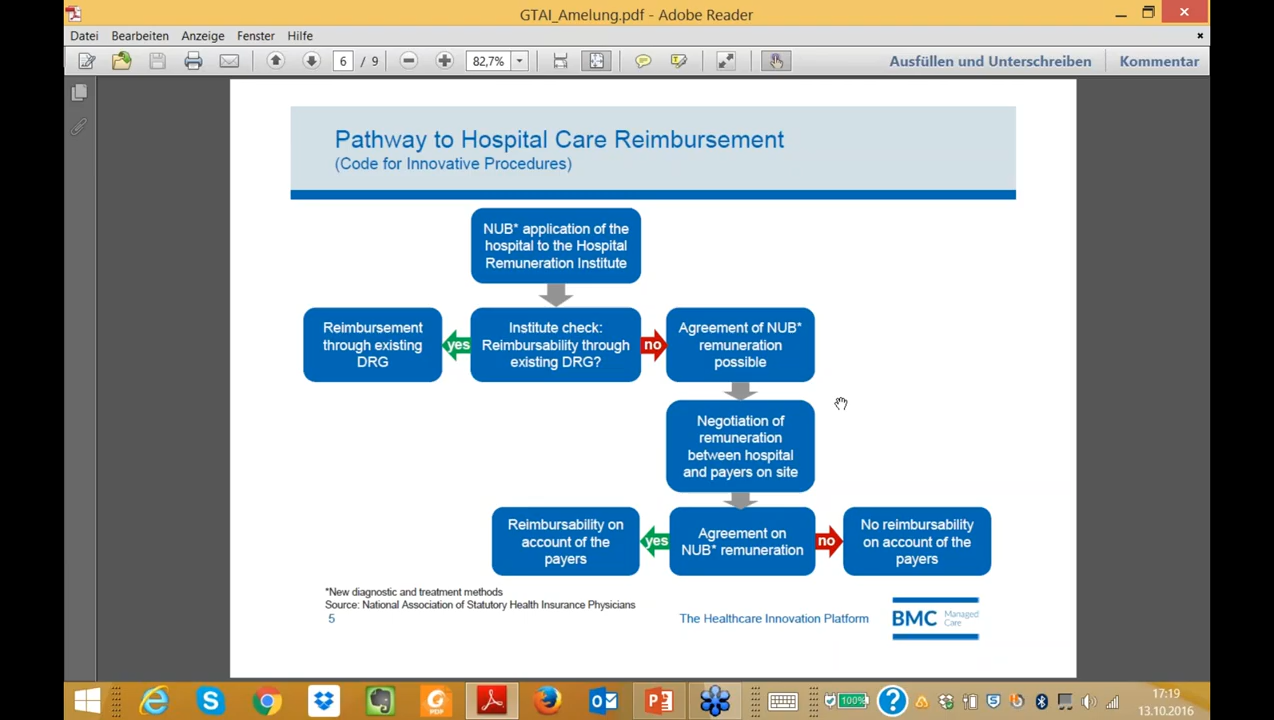 GTAI_Amelung.pdf - Adobe Reader
Datei Bearbeiten Anzeige Fenster Hilfe
6 / 9 82,7% Ausfüllen und Unterschreiben Kommentar
Pathway to Hospital Care Reimbursement
(Code for Innovative Procedures)
NUB* application of the
hospital to the Hospital
Remuneration Institute
Reimbursement
through existing
DRG
yes
Institute check:
Reimbursability through
existing DRG?
no
Agreement of NUB*
remuneration
possible
Negotiation of
remuneration
between hospital
and payers on site
Reimbursability on
account of the
payers
yes
Agreement on
NUB* remuneration
no
No reimbursability
on account of the
payers
*New diagnostic and treatment methods
Source: National Association of Statutory Health Insurance Physicians
5
The Healthcare Innovation Platform
BMC Managed
Care
100%
17:19
13.10.2016